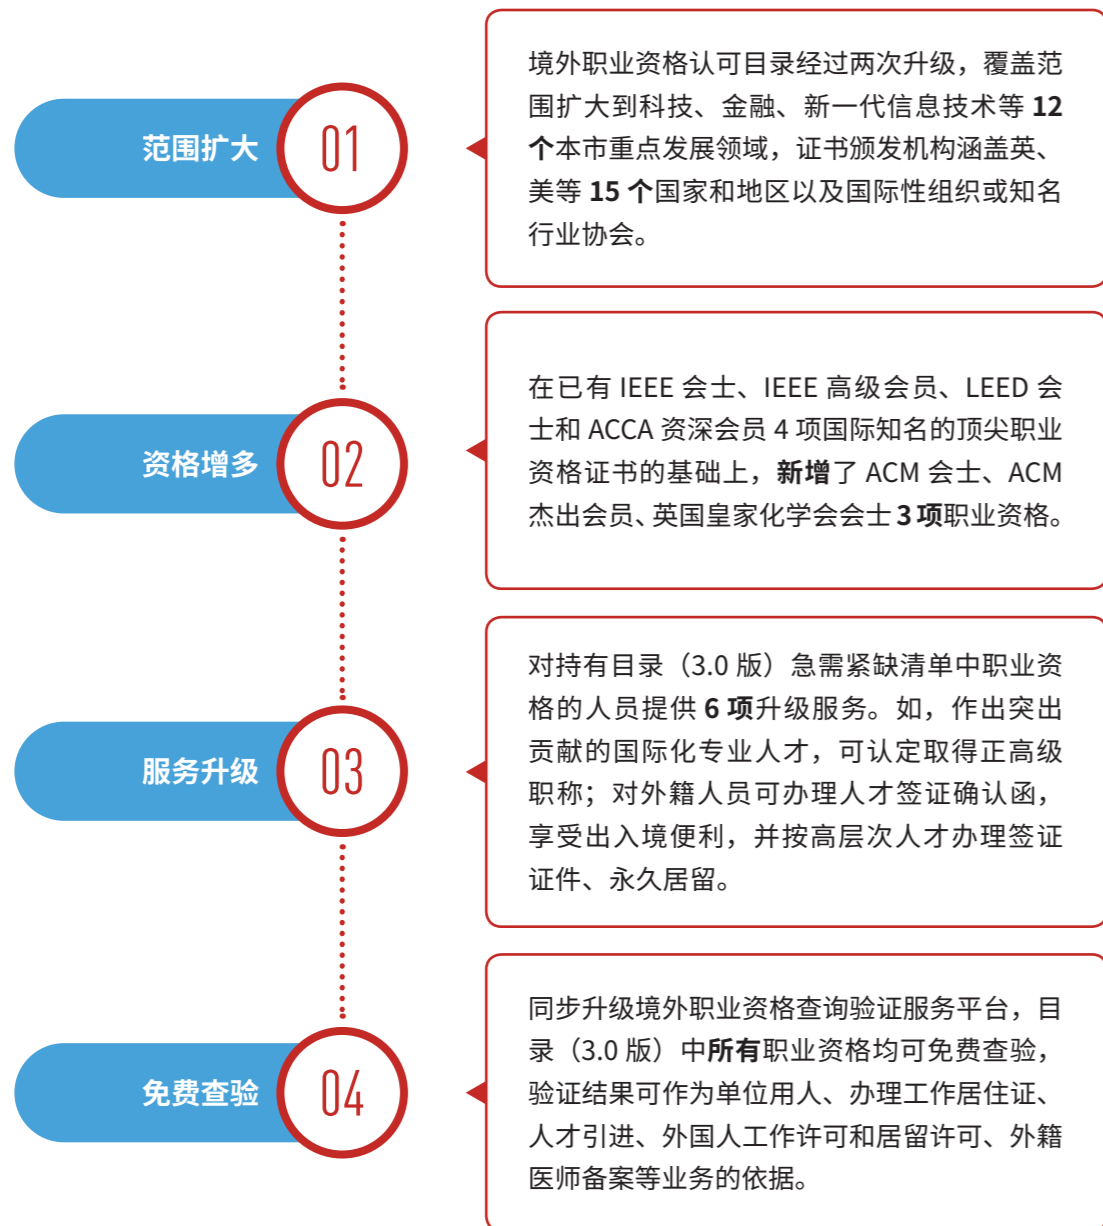 范围扩大
01
境外职业资格认可目录经过两次升级，覆盖范
围扩大到科技、金融、新一代信息技术等 12
个本市重点发展领域，证书颁发机构涵盖英、
美等 15 个国家和地区以及国际性组织或知名
行业协会。
资格增多
02
在已有 IEEE 会士、IEEE 高级会员、LEED 会
士和 ACCA 资深会员 4 项国际知名的顶尖职业
资格证书的基础上，新增了 ACM 会士、ACM
杰出会员、英国皇家化学会会士 3 项职业资格。
服务升级
03
对持有目录（3.0 版）急需紧缺清单中职业资
格的人员提供 6 项升级服务。如，作出突出
贡献的国际化专业人才，可认定取得正高级
职称；对外籍人员可办理人才签证确认函，
享受出入境便利，并按高层次人才办理签证
证件、永久居留。
免费查验
04
同步升级境外职业资格查询验证服务平台，目
录（3.0 版）中所有职业资格均可免费查验，
验证结果可作为单位用人、办理工作居住证、
人才引进、外国人工作许可和居留许可、外籍
医师备案等业务的依据。